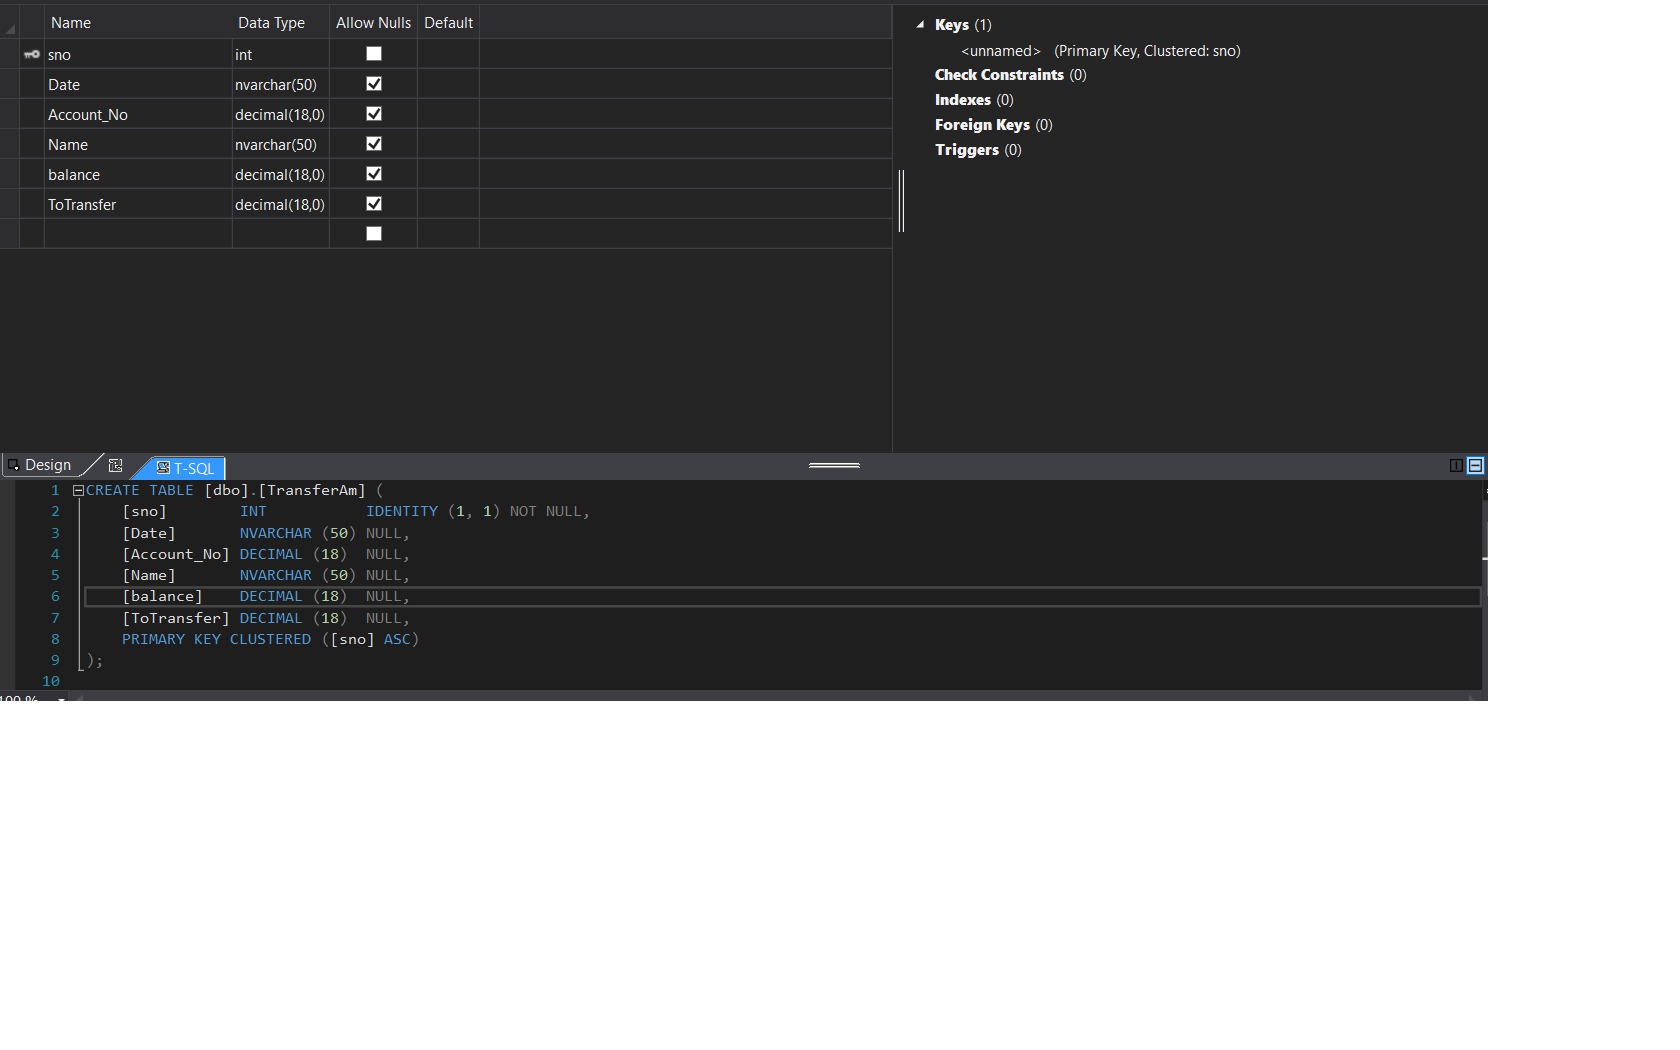 Name Data Type Allow Nulls Default
sno int
Date nvarchar(50)
Account_No decimal(18,0)
Name nvarchar(50)
balance decimal(18,0)
ToTransfer decimal(18,0)
Keys (1)
<unnamed> (Primary Key, Clustered: sno)
Check Constraints (0)
Indexes (0)
Foreign Keys (0)
Triggers (0)
Design T-SQL
1 CREATE TABLE [dbo].[TransferAm] (
2 [sno] INT IDENTITY (1, 1) NOT NULL,
3 [Date] NVARCHAR (50) NULL,
4 [Account_No] DECIMAL (18) NULL,
5 [Name] NVARCHAR (50) NULL,
6 [balance] DECIMAL (18) NULL,
7 [ToTransfer] DECIMAL (18) NULL,
8 PRIMARY KEY CLUSTERED ([sno] ASC)
9 );
10
100 %